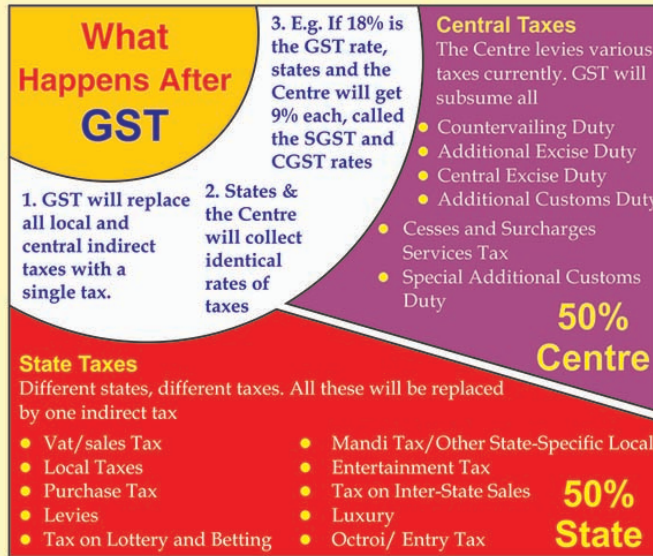 What
Happens After
GST
1. GST will replace
all local and
central indirect
taxes with a
single tax.
2. States &
the Centre
will collect
identical
rates of
taxes
3. E.g. If 18% is
the GST rate,
states and the
Centre will get
9% each, called
the SGST and
CGST rates
Central Taxes
The Centre levies various
taxes currently. GST will
subsume all
• Countervailing Duty
• Additional Excise Duty
• Central Excise Duty
• Additional Customs Duty
• Cesses and Surcharges
Services Tax
• Special Additional Customs
Duty
50%
Centre
State Taxes
Different states, different taxes. All these will be replaced
by one indirect tax
• Vat/sales Tax
• Local Taxes
• Purchase Tax
• Levies
• Tax on Lottery and Betting
• Mandi Tax/Other State-Specific Local
• Entertainment Tax
• Tax on Inter-State Sales
• Luxury
• Octroi/ Entry Tax
50%
State